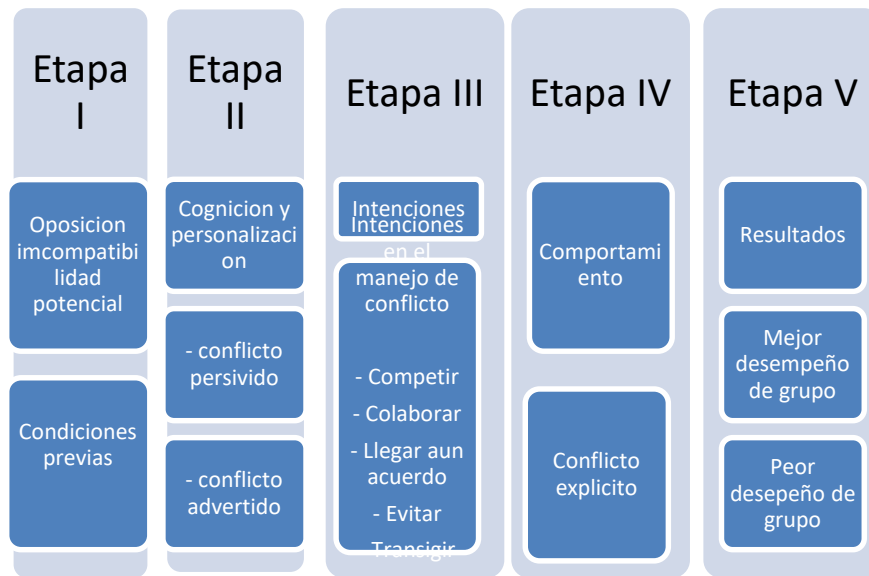 Etapa
I
Oposicion
imcompatibi
lidad
potencial
Condiciones
previas
Etapa
II
Cognicion y
personalizaci
on
- conflicto
persivido
- conflicto
advertido
Etapa III
Intenciones
Intenciones
en el
manejo de
conflicto
- Competir
- Colaborar
- Llegar aun
acuerdo
- Evitar
Transigir
Etapa IV
Comportami
ento
Conflicto
explicito
Etapa V
Resultados
Mejor
desempeño
de grupo
Peor
desepeño de
grupo